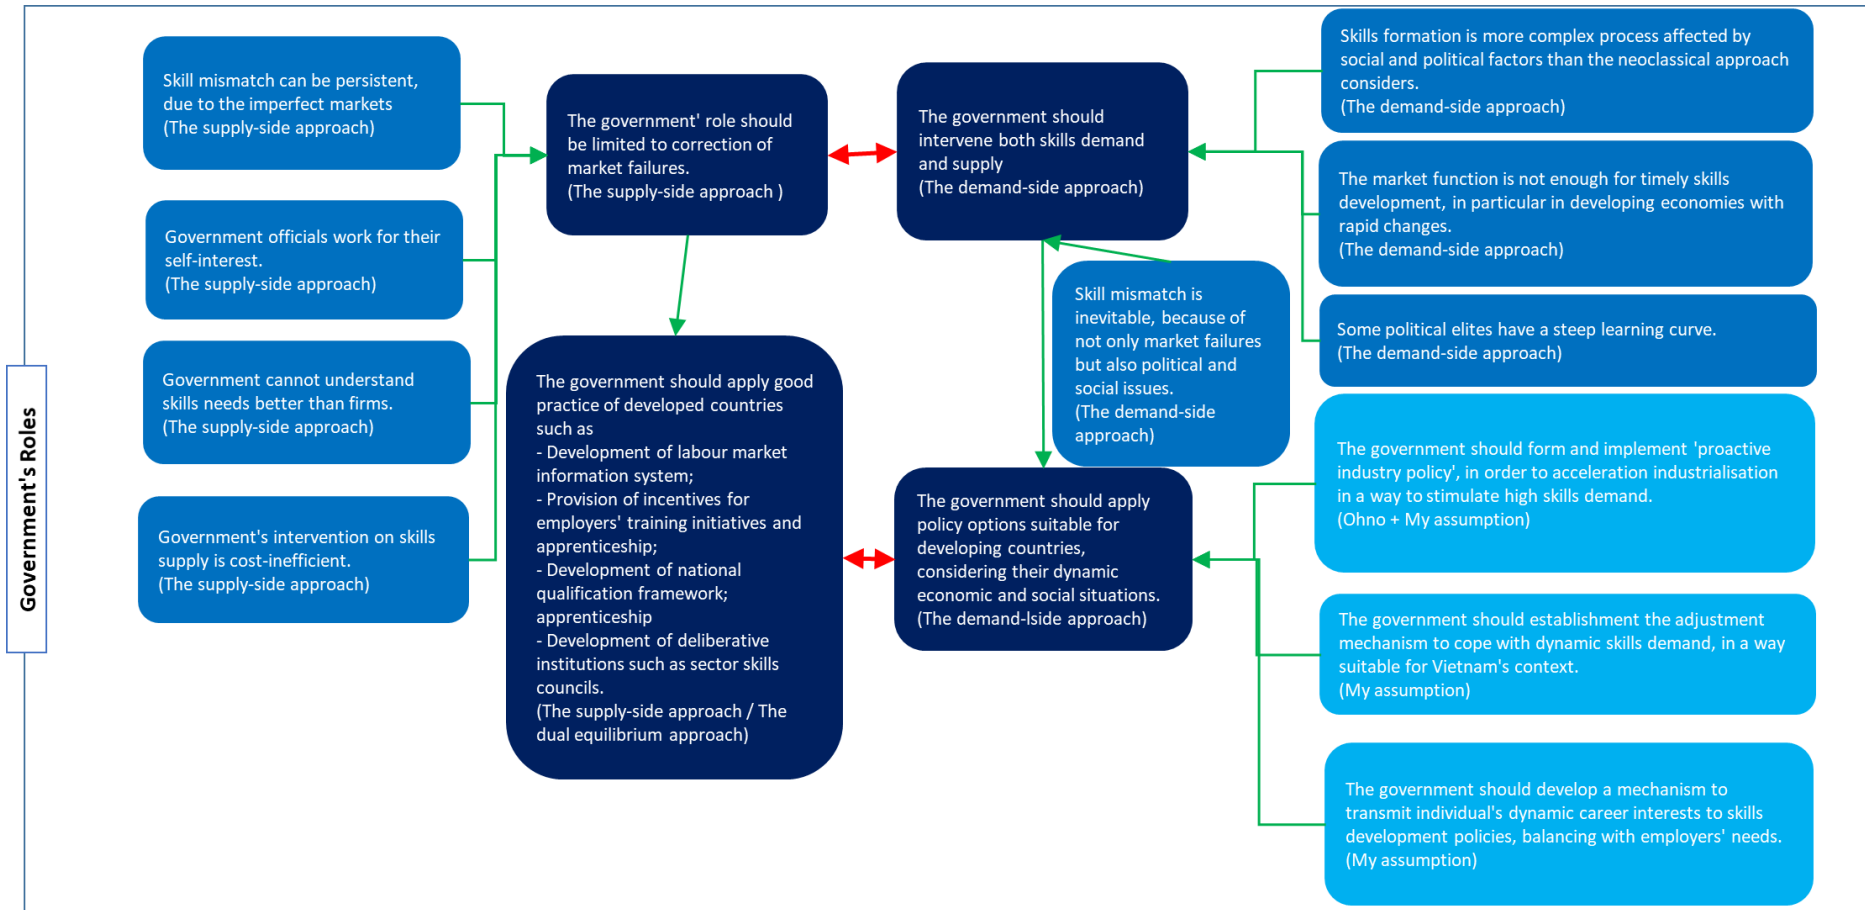 Government's Roles
Skill mismatch can be persistent,
due to the imperfect markets
(The supply-side approach)
Government officials work for their
self-interest.
(The supply-side approach)
Government cannot understand
skills needs better than firms.
(The supply-side approach)
Government's intervention on skills
supply is cost-inefficient.
(The supply-side approach)
The government' role should
be limited to correction of
market failures.
(The supply-side approach )
The government should apply good
practice of developed countries
such as
- Development of labour market
information system;
- Provision of incentives for
employers' training initiatives and
apprenticeship;
- Development of national
qualification framework;
apprenticeship
- Development of deliberative
institutions such as sector skills
councils.
(The supply-side approach / The
dual equilibrium approach)
The government should
intervene both skills demand
and supply
(The demand-side approach)
Skill mismatch is
inevitable, because of
not only market failures
but also political and
social issues.
(The demand-side
approach)
The government should apply
policy options suitable for
developing countries,
considering their dynamic
economic and social situations.
(The demand-lside approach)
Skills formation is more complex process affected by
social and political factors than the neoclassical approach
considers.
(The demand-side approach)
The market function is not enough for timely skills
development, in particular in developing economies with
rapid changes.
(The demand-side approach)
Some political elites have a steep learning curve.
(The demand-side approach)
The government should form and implement 'proactive
industry policy', in order to acceleration industrialisation
in a way to stimulate high skills demand.
(Ohno + My assumption)
The government should establishment the adjustment
mechanism to cope with dynamic skills demand, in a way
suitable for Vietnam's context.
(My assumption)
The government should develop a mechanism to
transmit individual's dynamic career interests to skills
development policies, balancing with employers' needs.
(My assumption)